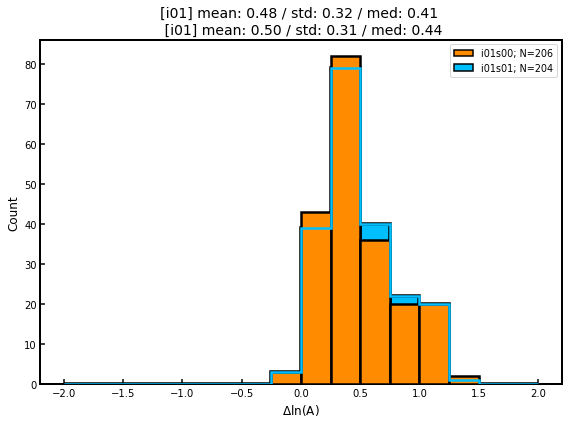 [i01] mean: 0.48 / std: 0.32 / med: 0.41
[i01] mean: 0.50 / std: 0.31 / med: 0.44
i01s00; N=206
i01s01; N=204
80
70
60
50
40
30
20
10
0
Count
−2.0 −1.5 −1.0 −0.5 0.0 0.5 1.0 1.5 2.0
Δln(A)